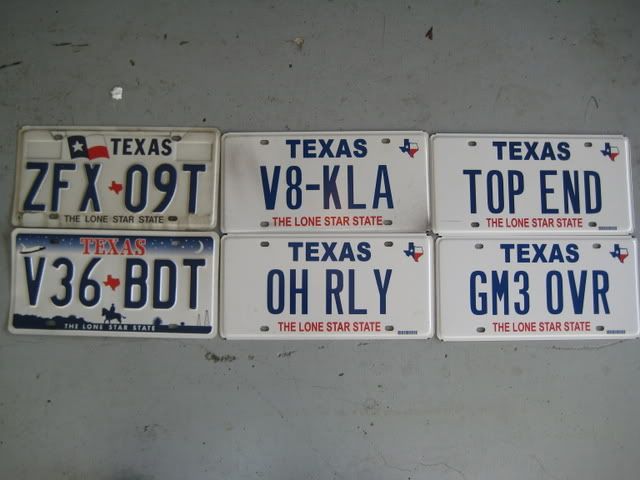 TEXAS
ZFX 09T
THE LONE STAR STATE
TEXAS
V8-KLA
THE LONE STAR STATE
TEXAS
TOP END
THE LONE STAR STATE
TEXAS
V36 BDT
THE LONE STAR STATE
TEXAS
OH RLY
THE LONE STAR STATE
TEXAS
GM3 OVR
THE LONE STAR STATE